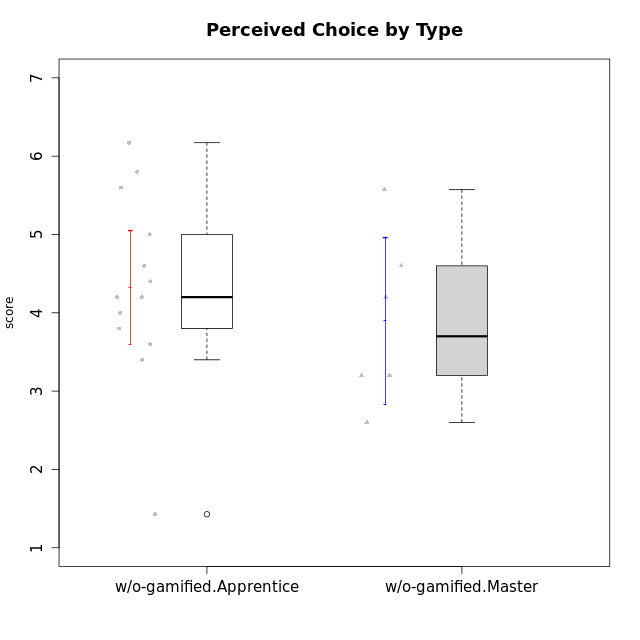 Perceived Choice by Type
score
7
6
5
4
3
2
1
w/o-gamified.Apprentice
w/o-gamified.Master